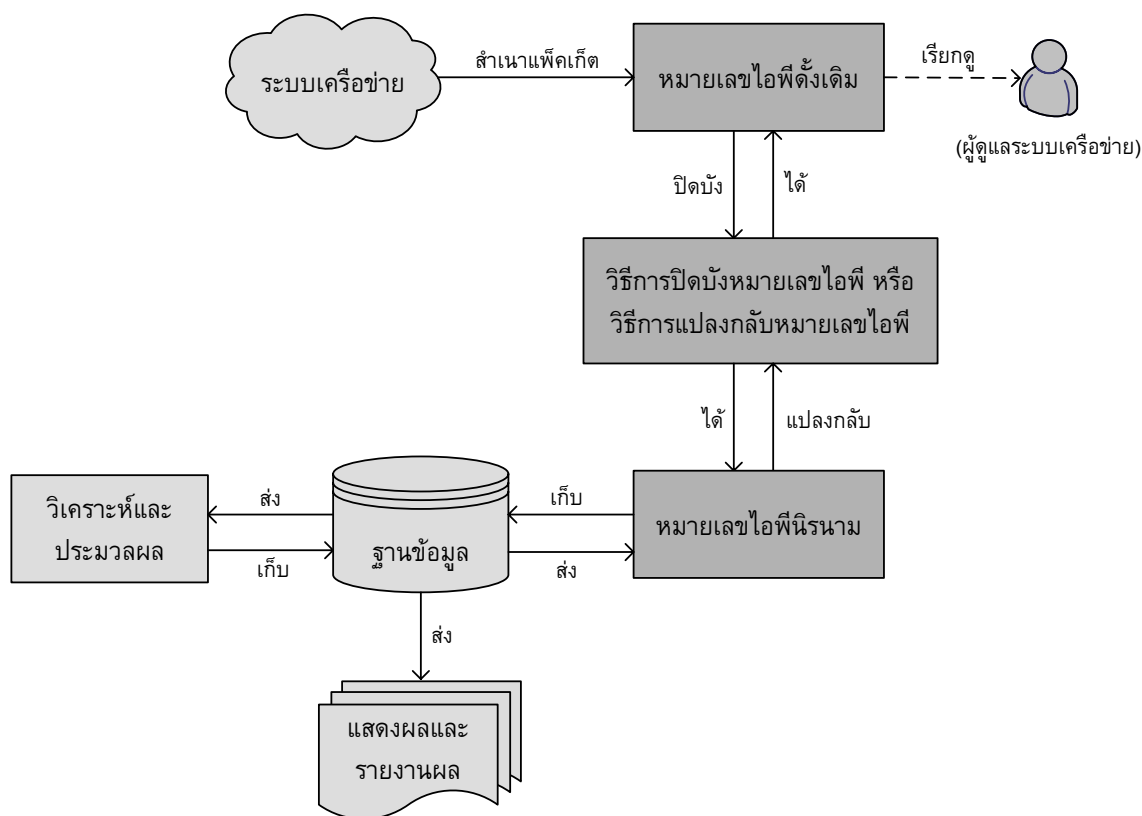 ระบบเครือข่าย
สำเนาแพ็คเก็ต
หมายเลขไอพีดั้งเดิม
เรียกดู
(ผู้ดูแลระบบเครือข่าย)
ปิดบัง
ได้
วิธีการปิดบังหมายเลขไอพี หรือ
วิธีการแปลงกลับหมายเลขไอพี
ได้
แปลงกลับ
วิเคราะห์และ
ประมวลผล
ส่ง
เก็บ
ฐานข้อมูล
เก็บ
ส่ง
หมายเลขไอพีนิรนาม
ส่ง
แสดงผลและ
รายงานผล